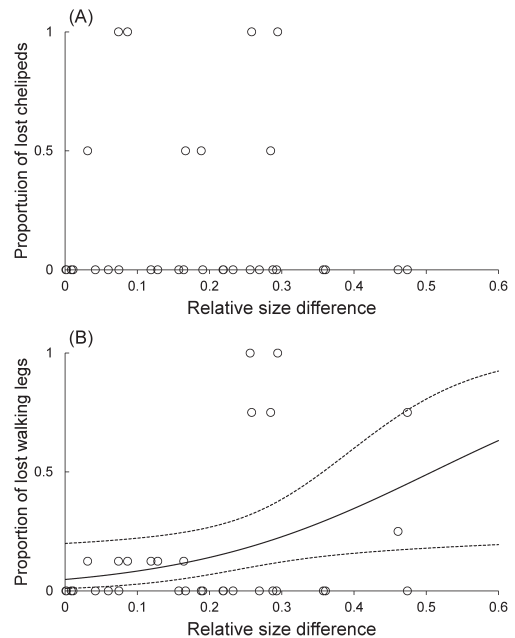 (A)
Proportuion of lost chelipeds
1
0.5
0
0 0.1 0.2 0.3 0.4 0.5 0.6
Relative size difference
(B)
Proportion of lost walking legs
1
0.5
0
0 0.1 0.2 0.3 0.4 0.5 0.6
Relative size difference